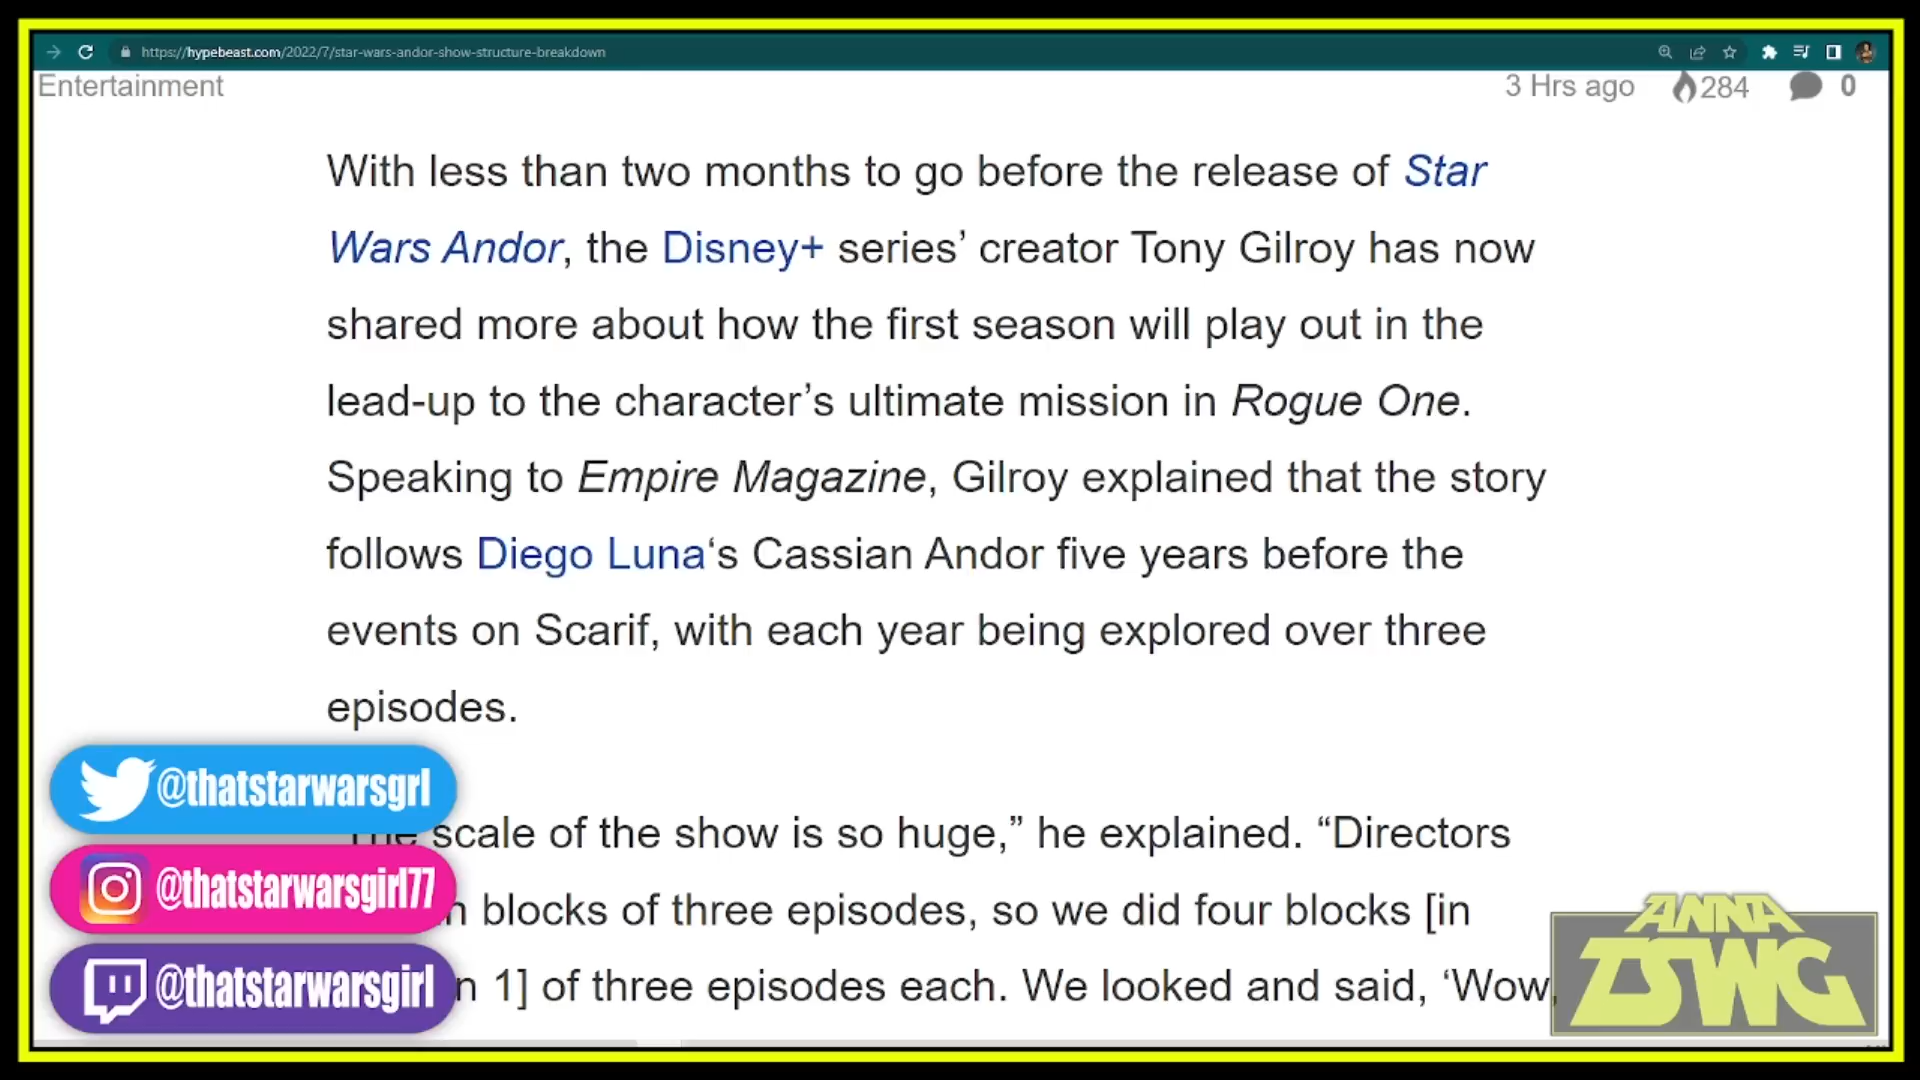 https://hypebeast.com/2022/7/star-wars-andor-show-structure-breakdown
Entertainment
3 Hrs ago
284
0
With less than two months to go before the release of Star
Wars Andor, the Disney+ series’ creator Tony Gilroy has now
shared more about how the first season will play out in the
lead-up to the character’s ultimate mission in Rogue One.
Speaking to Empire Magazine, Gilroy explained that the story
follows Diego Luna‘s Cassian Andor five years before the
events on Scarif, with each year being explored over three
episodes.
The scale of the show is so huge,” he explained. “Directors
blocks of three episodes, so we did four blocks [in
1] of three episodes each. We looked and said, ‘Wow,
@thatstarwarsgrl
@thatstarwarsgirl77
@thatstarwarsgirl
ANNA
TSWG